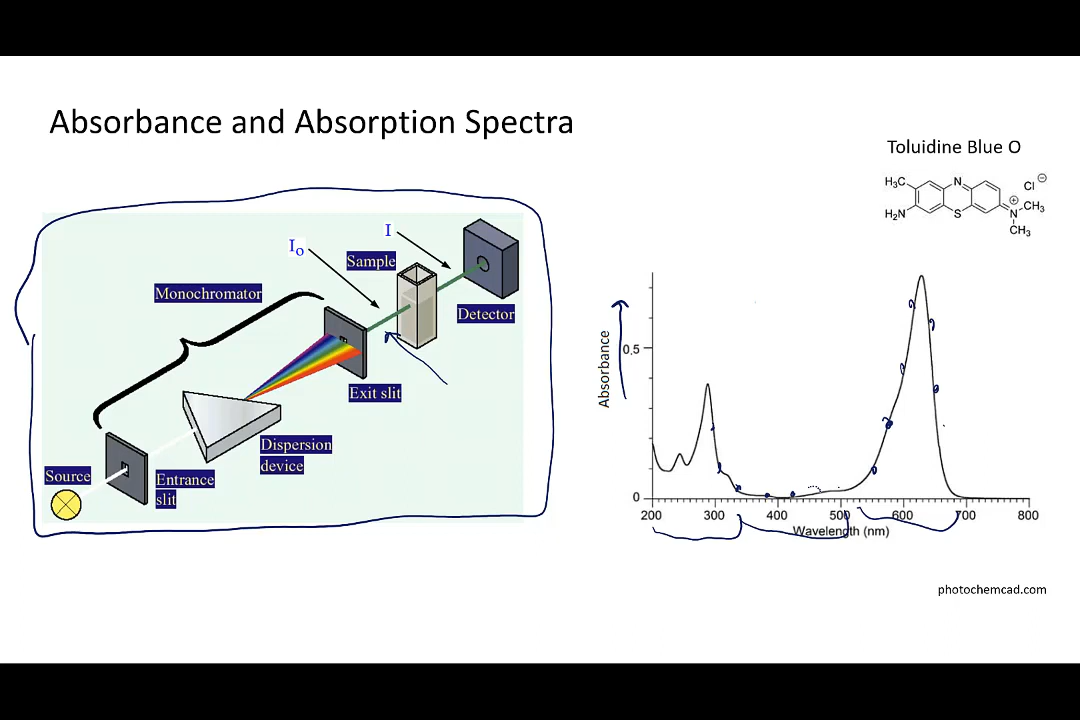 Absorbance and Absorption Spectra
Toluidine Blue O
H₃C
N
Cl
⊖
H₂N
S
⊕
N
CH₃
CH₃
I₀
I
Sample
Monochromator
Detector
Exit slit
Dispersion
device
Source
Entrance
slit
Absorbance
0,5
0
200 300 400 500 600 700 800
Wavelength (nm)
photochemcad.com